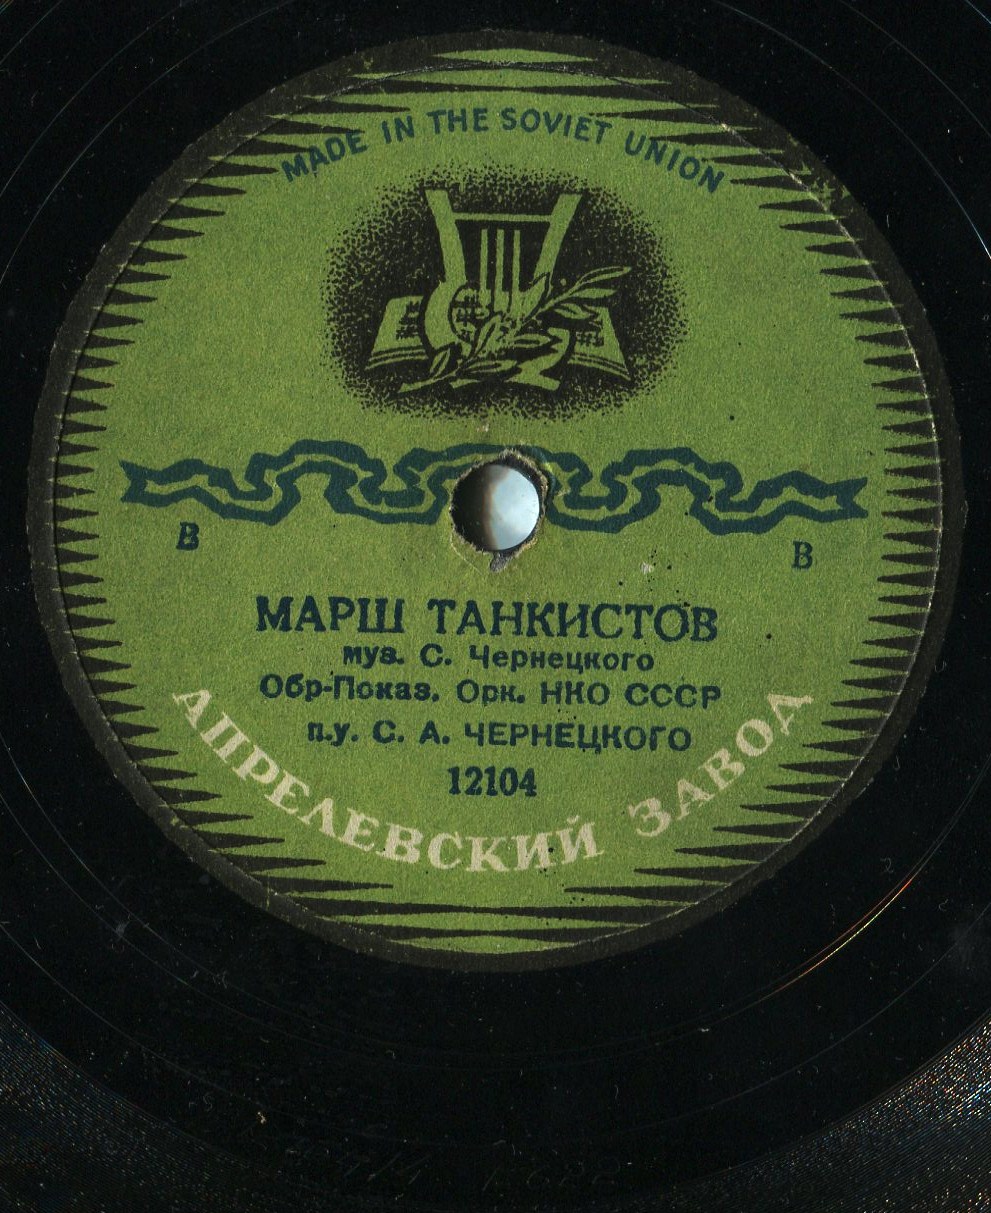 MADE IN THE SOVIET UNION
В В
МАРШ ТАНКИСТОВ
муз. С. Чернецкого
Обр-Показ. Орк. НКО СССР
п.у. С. А. ЧЕРНЕЦКОГО
12104
АПРЕЛЕВСКИЙ ЗАВОД